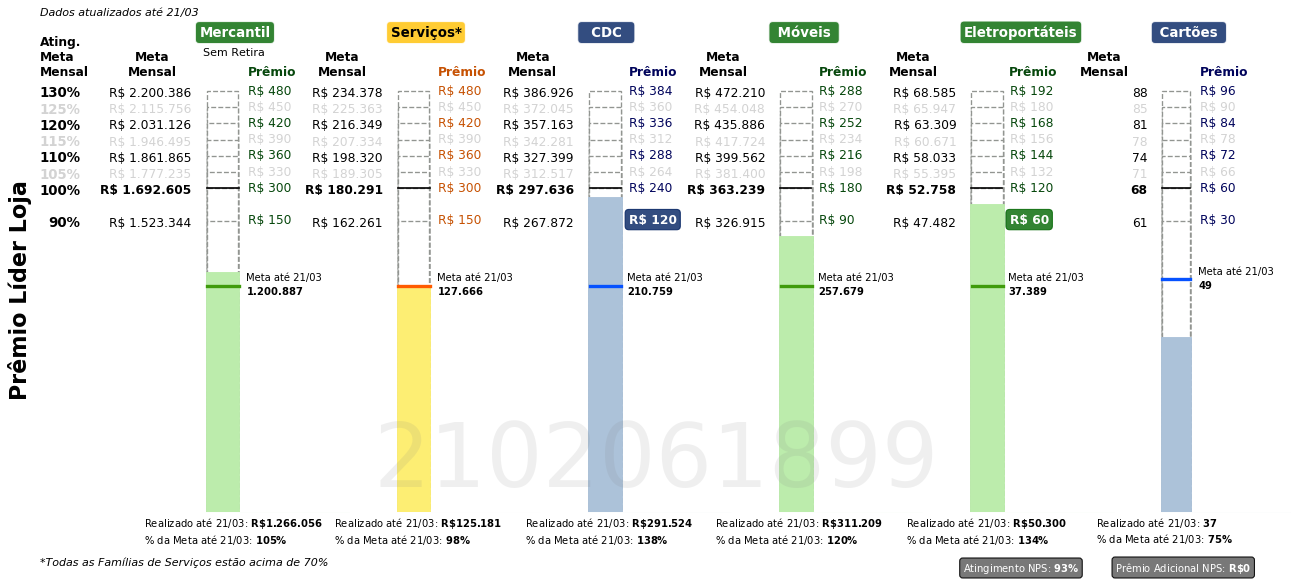 Dados atualizados até 21/03
Mercantil Serviços* CDC Móveis Eletroportáteis Cartões
Sem Retira
Ating. Meta Mensal Meta Mensal Prêmio Meta Mensal Prêmio Meta Mensal Prêmio Meta Mensal Prêmio Meta Mensal Prêmio Meta Mensal Prêmio
130% R$ 2.200.386 R$ 480 R$ 234.378 R$ 480 R$ 386.926 R$ 384 R$ 472.210 R$ 288 R$ 68.585 R$ 192 88 R$ 96
125% R$ 2.115.756 R$ 450 R$ 225.363 R$ 450 R$ 372.045 R$ 360 R$ 454.048 R$ 270 R$ 65.947 R$ 180 85 R$ 90
120% R$ 2.031.126 R$ 420 R$ 216.349 R$ 420 R$ 357.163 R$ 336 R$ 435.886 R$ 252 R$ 63.309 R$ 168 81 R$ 84
115% R$ 1.946.495 R$ 390 R$ 207.334 R$ 390 R$ 342.281 R$ 312 R$ 417.724 R$ 234 R$ 60.671 R$ 156 78 R$ 78
110% R$ 1.861.865 R$ 360 R$ 198.320 R$ 360 R$ 327.399 R$ 288 R$ 399.562 R$ 216 R$ 58.033 R$ 144 74 R$ 72
105% R$ 1.777.235 R$ 330 R$ 189.305 R$ 330 R$ 312.517 R$ 264 R$ 381.400 R$ 198 R$ 55.395 R$ 132 71 R$ 66
100% R$ 1.692.605 R$ 300 R$ 180.291 R$ 300 R$ 297.636 R$ 240 R$ 363.239 R$ 180 R$ 52.758 R$ 120 68 R$ 60
90% R$ 1.523.344 R$ 150 R$ 162.261 R$ 150 R$ 267.872 R$ 120 R$ 326.915 R$ 90 R$ 47.482 R$ 60 61 R$ 30
Prêmio Líder Loja
Meta até 21/03 Meta até 21/03 Meta até 21/03 Meta até 21/03 Meta até 21/03 Meta até 21/03
1.200.887 127.666 210.759 257.679 37.389 49
2102061899
Realizado até 21/03: R$1.266.056 Realizado até 21/03: R$125.181 Realizado até 21/03: R$291.524 Realizado até 21/03: R$311.209 Realizado até 21/03: R$50.300 Realizado até 21/03: 37
% da Meta até 21/03: 105% % da Meta até 21/03: 98% % da Meta até 21/03: 138% % da Meta até 21/03: 120% % da Meta até 21/03: 134% % da Meta até 21/03: 75%
*Todas as Famílias de Serviços estão acima de 70% Atingimento NPS: 93% Prêmio Adicional NPS: R$0